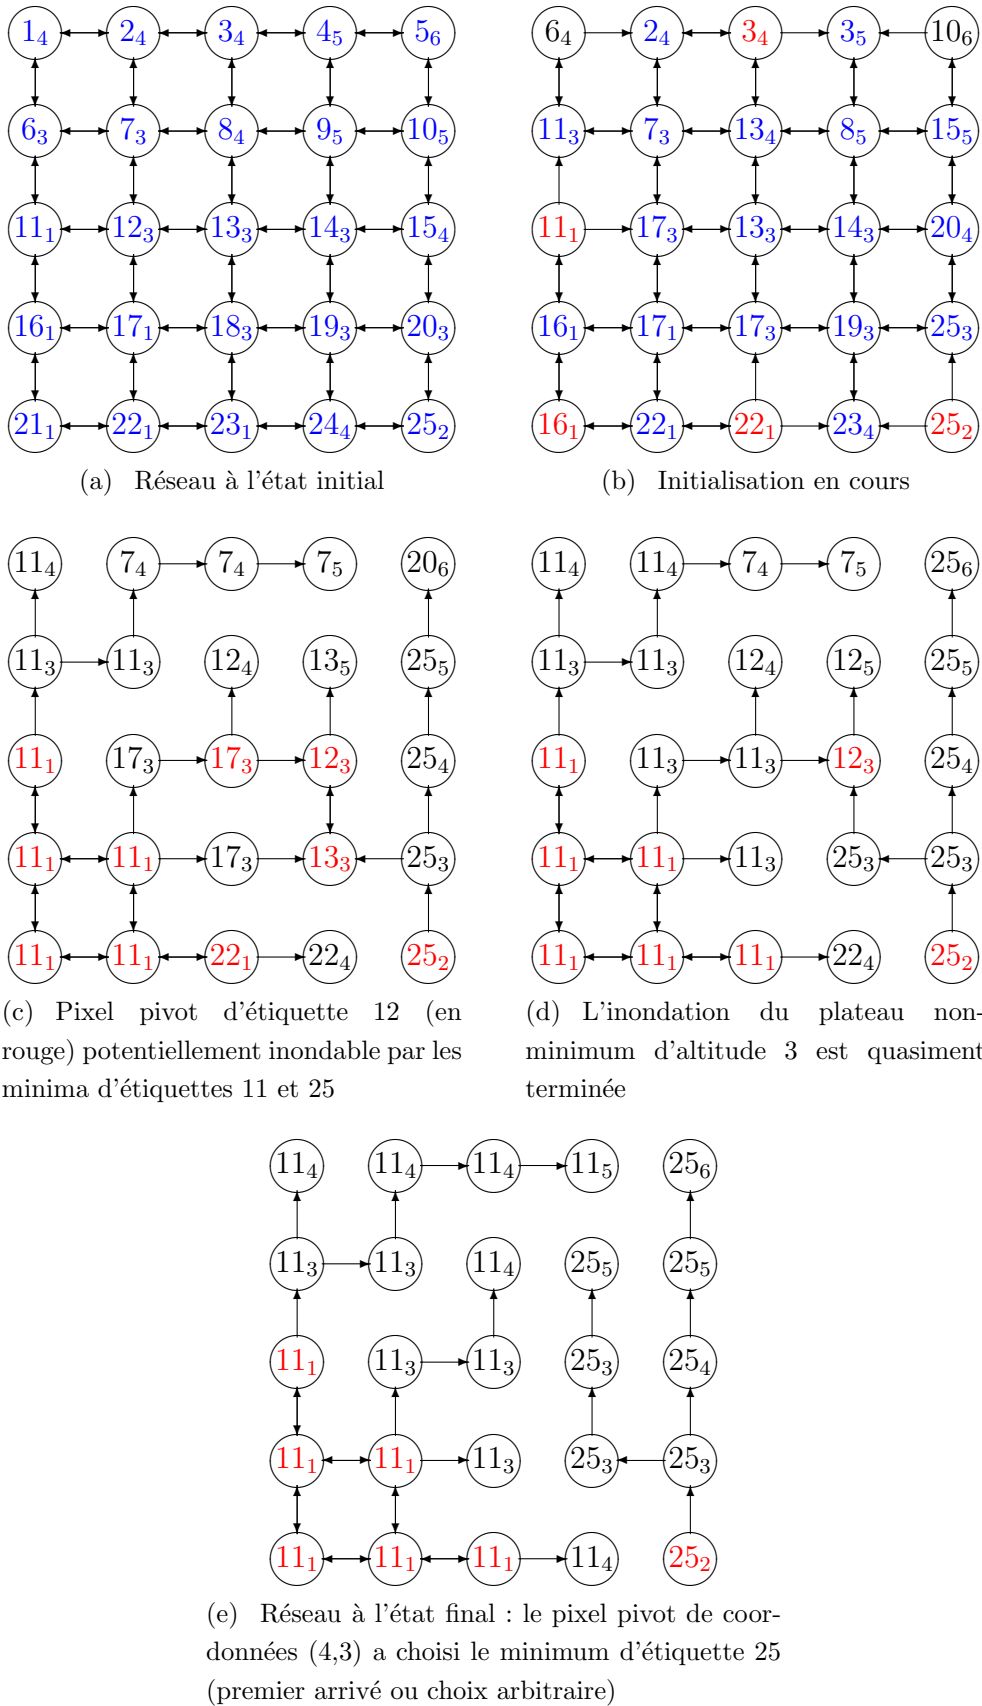 1₄ 2₄ 3₄ 4₅ 5₆
6₃ 7₃ 8₄ 9₅ 10₅
11₁ 12₃ 13₃ 14₃ 15₄
16₁ 17₁ 18₃ 19₃ 20₃
21₁ 22₁ 23₁ 24₄ 25₂
(a) Réseau à l'état initial
6₄ 2₄ 3₄ 3₅ 10₆
11₃ 7₃ 13₄ 8₅ 15₅
11₁ 17₃ 13₃ 14₃ 20₄
16₁ 17₁ 17₃ 19₃ 25₃
16₁ 22₁ 22₁ 23₄ 25₂
(b) Initialisation en cours
11₄ 7₄ 7₄ 7₅ 20₆
11₃ 11₃ 12₄ 13₅ 25₅
11₁ 17₃ 17₃ 12₃ 25₄
11₁ 11₁ 17₃ 13₃ 25₃
11₁ 11₁ 22₁ 22₄ 25₂
(c) Pixel pivot d'étiquette 12 (en
rouge) potentiellement inondable par les
minima d'étiquettes 11 et 25
11₄ 11₄ 7₄ 7₅ 25₆
11₃ 11₃ 12₄ 12₅ 25₅
11₁ 11₃ 11₃ 12₃ 25₄
11₁ 11₁ 11₃ 25₃ 25₃
11₁ 11₁ 11₁ 22₄ 25₂
(d) L'inondation du plateau non-
minimum d'altitude 3 est quasiment
terminée
11₄ 11₄ 11₄ 11₅ 25₆
11₃ 11₃ 11₄ 25₅ 25₅
11₁ 11₃ 11₃ 25₃ 25₄
11₁ 11₁ 11₃ 25₃ 25₃
11₁ 11₁ 11₁ 11₄ 25₂
(e) Réseau à l'état final : le pixel pivot de coor-
données (4,3) a choisi le minimum d'étiquette 25
(premier arrivé ou choix arbitraire)